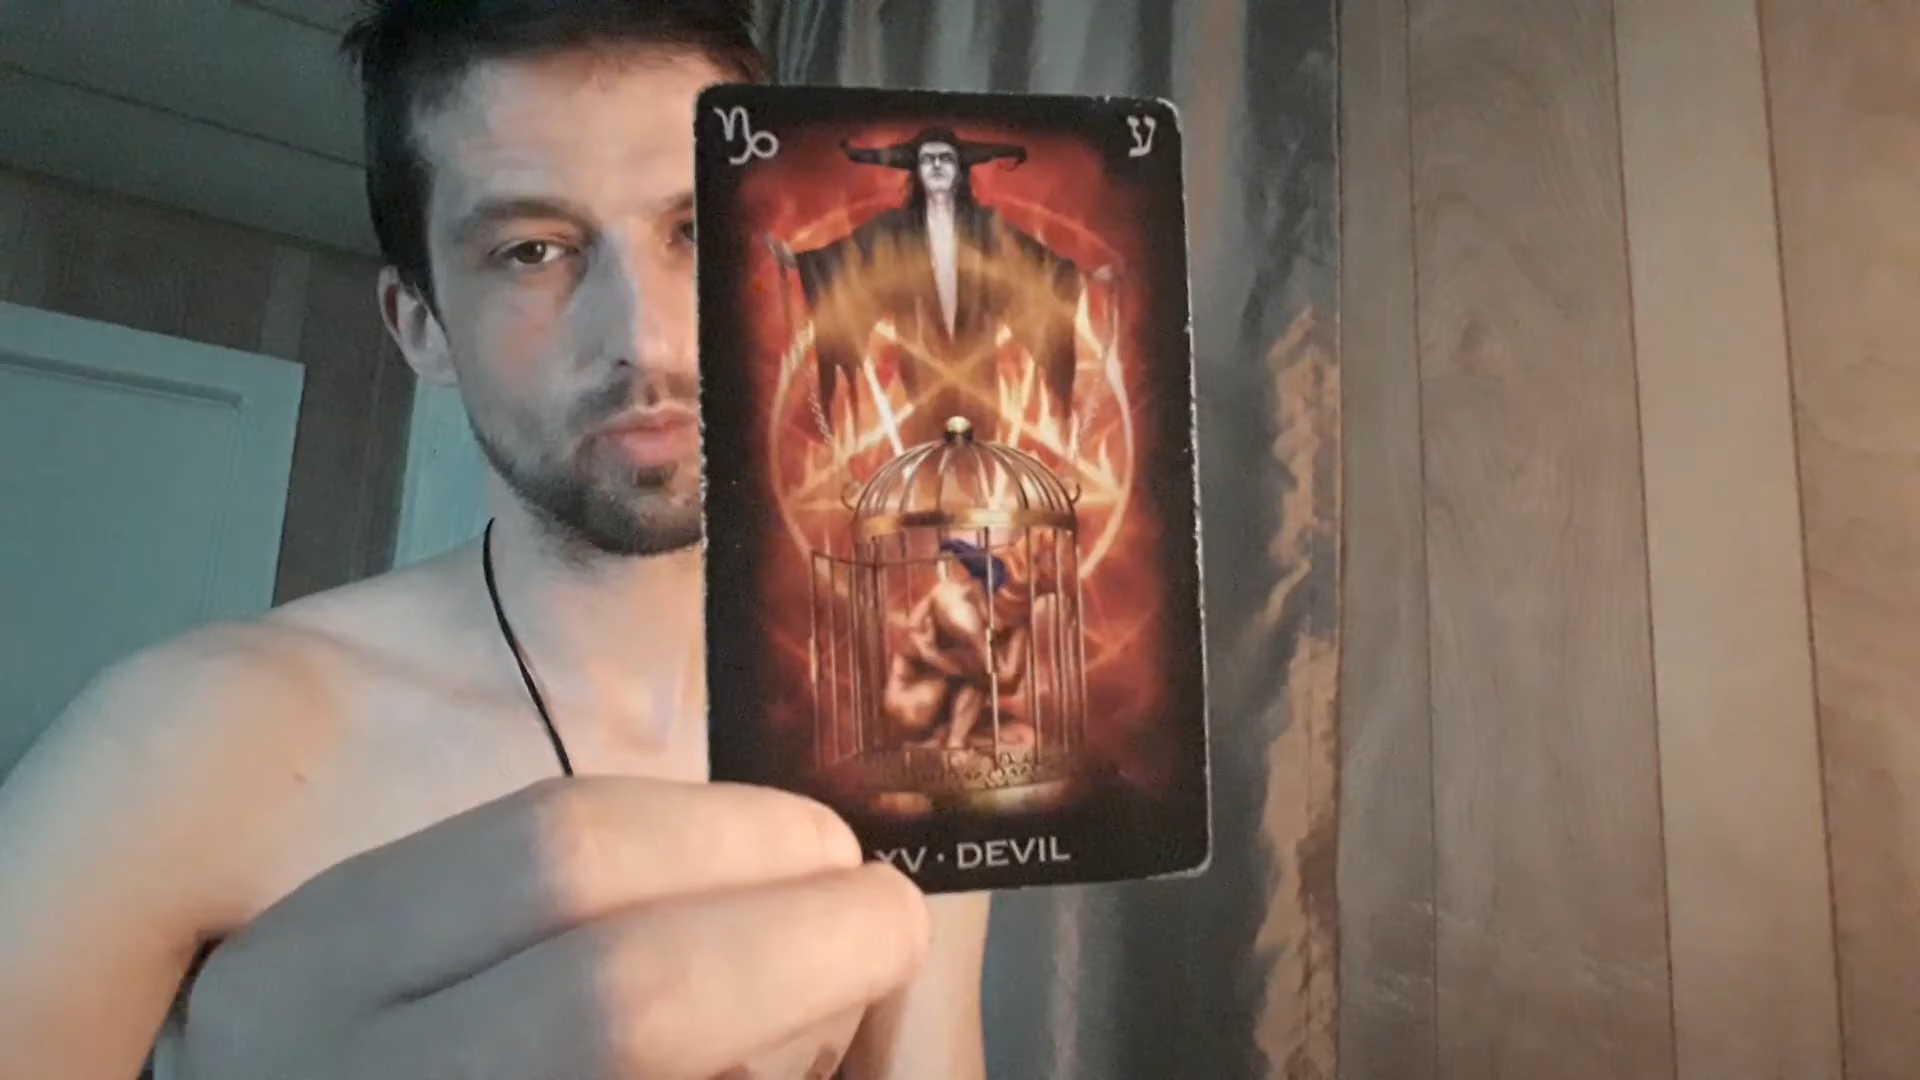 ♑ ע
XV · DEVIL